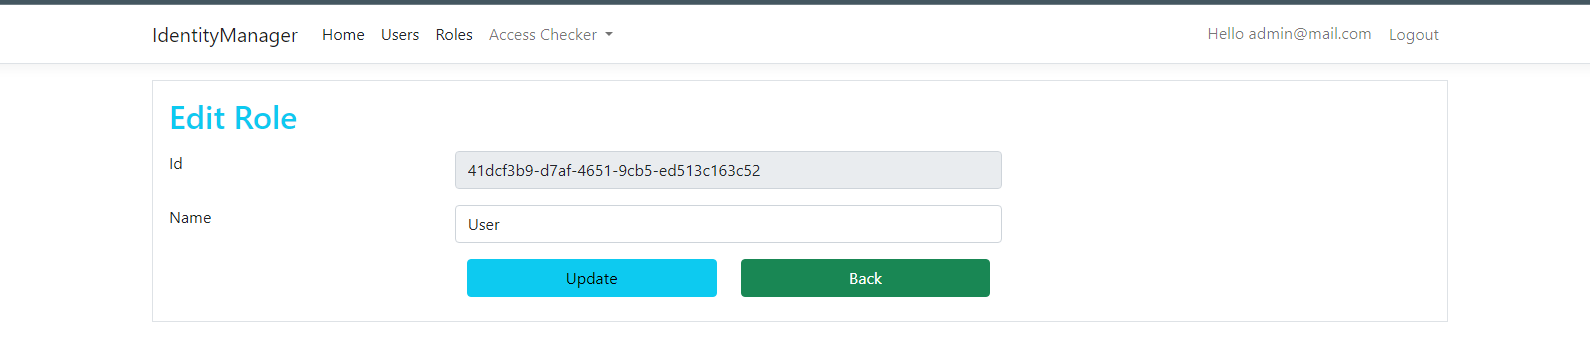 IdentityManager Home Users Roles Access Checker Hello admin@mail.com Logout
Edit Role
Id 41dcf3b9-d7af-4651-9cb5-ed513c163c52
Name User
Update Back